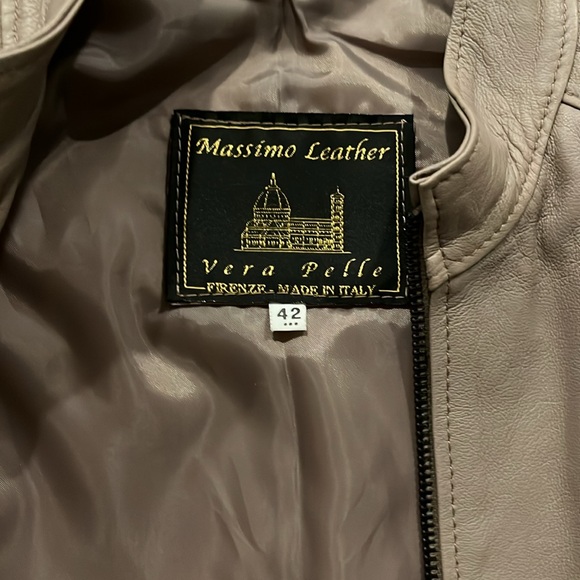 Massimo Leather
Vera Pelle
FIRENZE - MADE IN ITALY
42